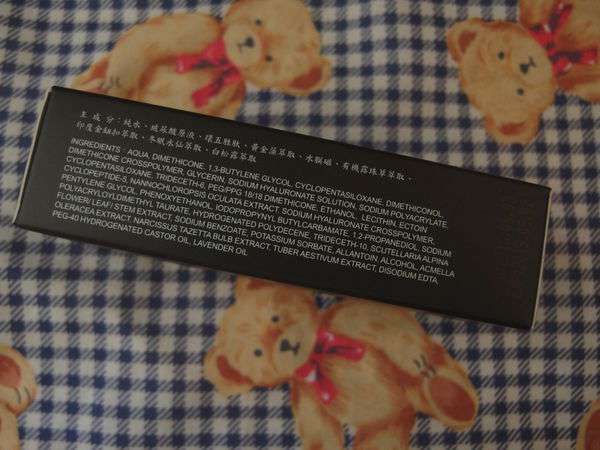 主 成 分：純水、玻尿酸原液、環五胜肽、黃金藻萃取、水腦磁、有機露珠草萃取、
印度金鈕扣萃取、冬眠水仙萃取、白松露萃取
INGREDIENTS：AQUA, DIMETHICONE, 1,3-BUTYLENE GLYCOL, CYCLOPENTASILOXANE, DIMETHICONOL,
DIMETHICONE CROSSPOLYMER, GLYCERIN, SODIUM HYALURONATE SOLUTION, SODIUM POLYACRYLATE,
CYCLOPENTASILOXANE, TRIDECETH-6, PEG/PPG 18/18 DIMETHICONE, ETHANOL, LECITHIN, ECTOIN
CYCLOPEPTIDE-5, NANNOCHLOROPSIS OCULATA EXTRACT, SODIUM HYALURONATE CROSSPOLYMER,
PENTYLENE GLYCOL, PHENOXYETHANOL, IODOPROPYNYL BUTYLCARBAMATE, 1,2-PROPANEDIOL, SODIUM
POLYACRYLOYLDIMETHYL TAURATE, HYDROGENATED POLYDECENE, TRIDECETH-10, SCUTELLARIA ALPINA
FLOWER/ LEAF/ STEM EXTRACT, SODIUM BENZOATE, POTASSIUM SORBATE, ALLANTOIN, ALCOHOL, ACMELLA
OLERACEA EXTRACT, NARCISSUS TAZETTA BULB EXTRACT, TUBER AESTIVUM EXTRACT, DISODIUM EDTA,
PEG-40 HYDROGENATED CASTOR OIL, LAVENDER OIL